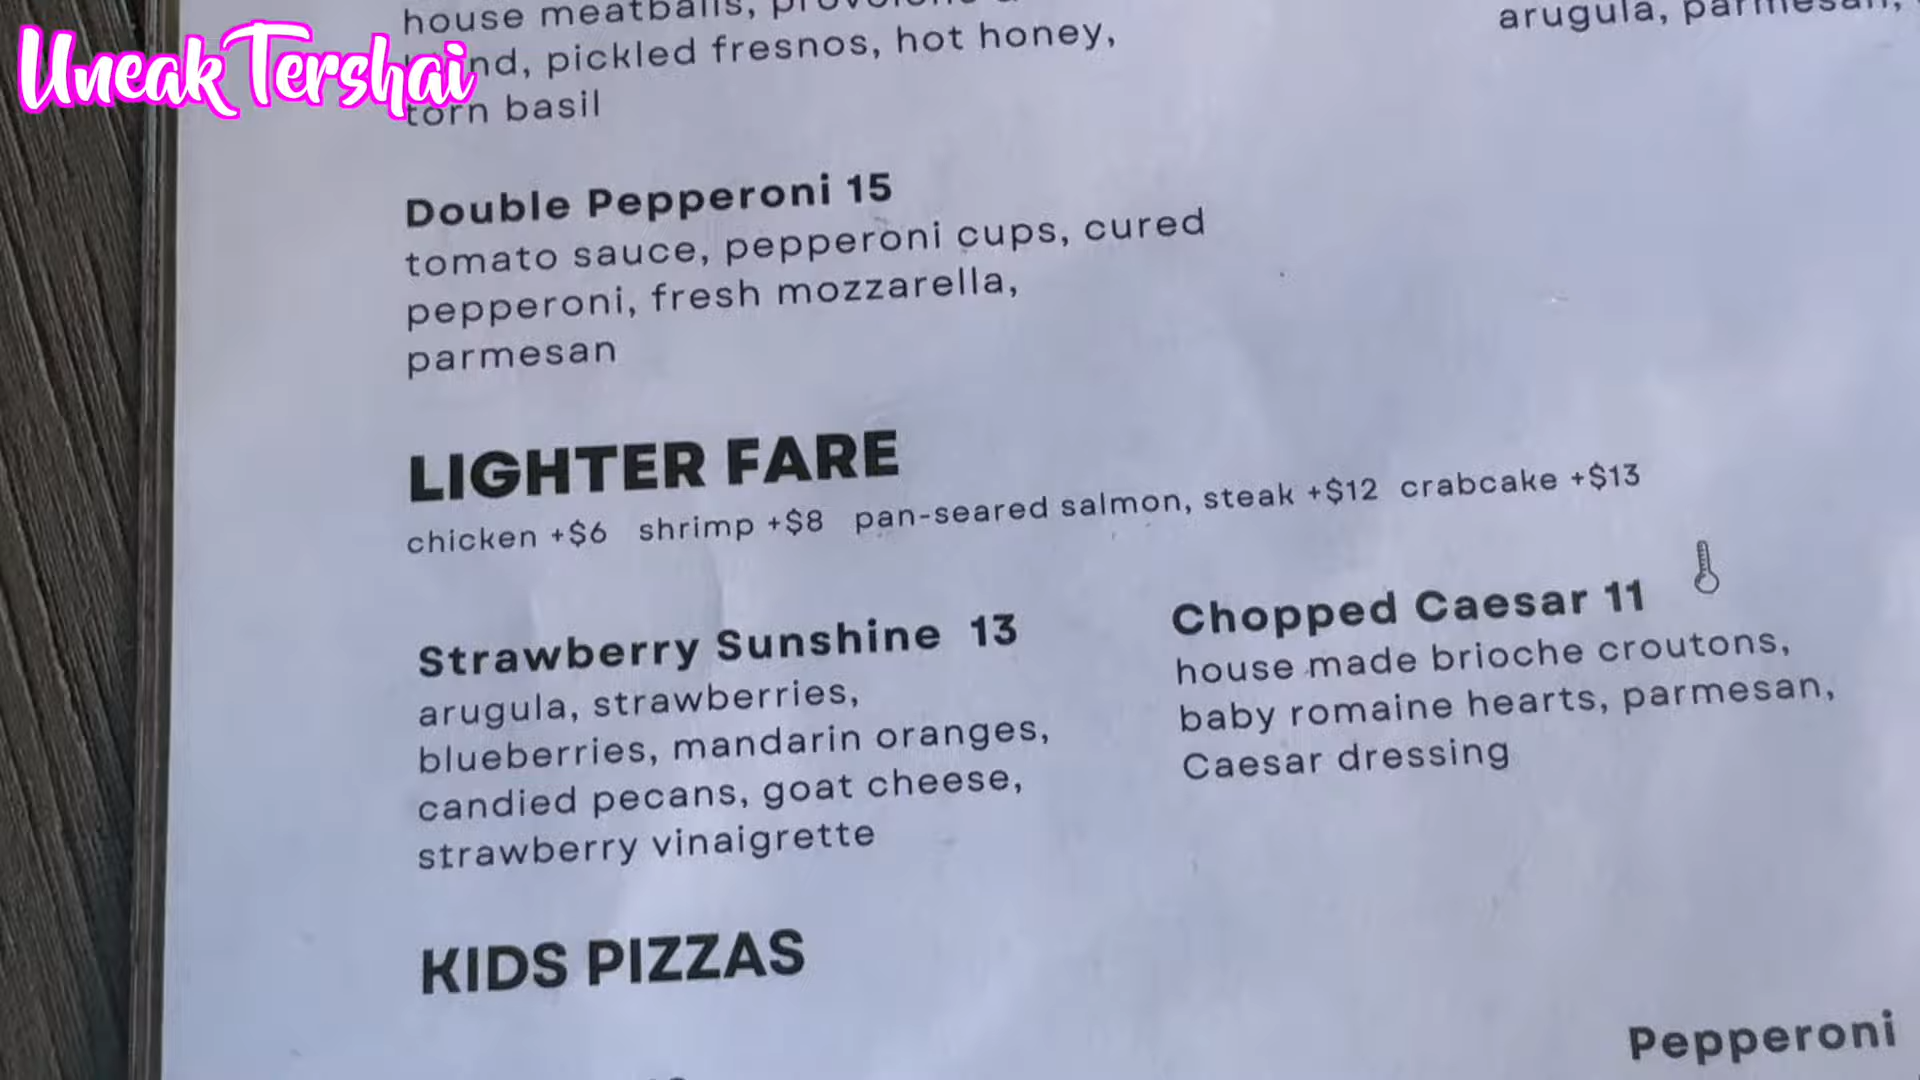 Uneak Tershai
house meatballs,
pickled fresnos, hot honey,
torn basil
arugula, parmesan,
Double Pepperoni 15
tomato sauce, pepperoni cups, cured
pepperoni, fresh mozzarella,
parmesan
LIGHTER FARE
chicken +$6 shrimp +$8 pan-seared salmon, steak +$12 crabcake +$13
Strawberry Sunshine 13
arugula, strawberries,
blueberries, mandarin oranges,
candied pecans, goat cheese,
strawberry vinaigrette
Chopped Caesar 11
house made brioche croutons,
baby romaine hearts, parmesan,
Caesar dressing
KIDS PIZZAS
Pepperoni